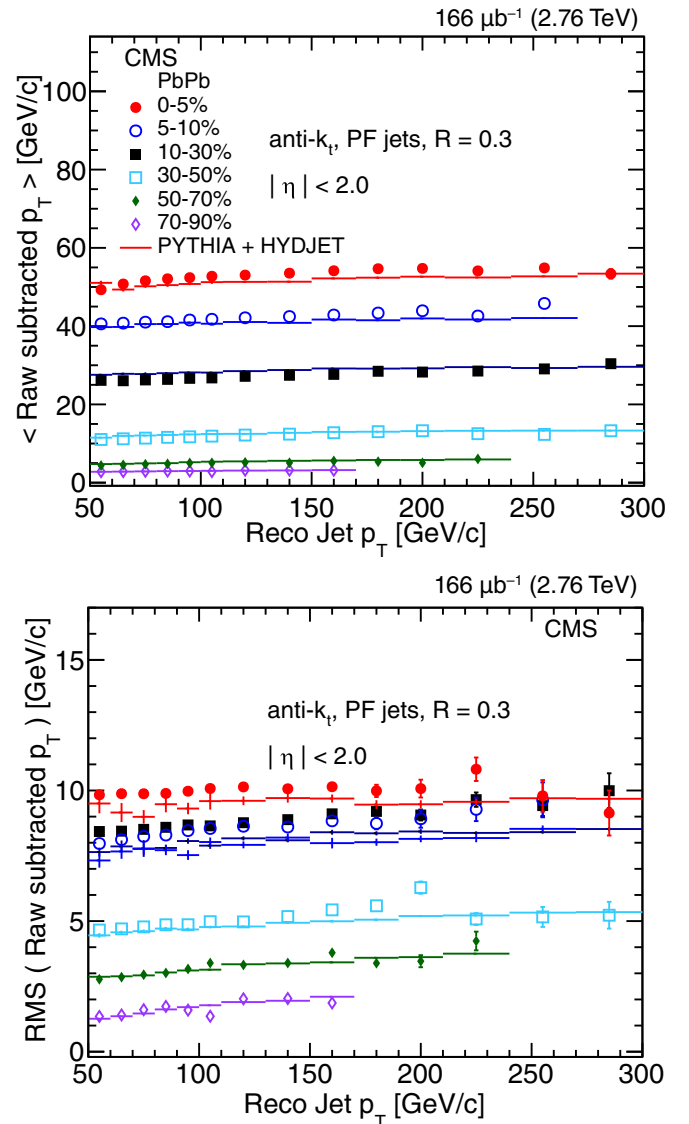 166 μb⁻¹ (2.76 TeV)
CMS
PbPb
0-5%
5-10%
10-30%
30-50%
50-70%
70-90%
PYTHIA + HYDJET
anti-kt, PF jets, R = 0.3
| η | < 2.0
< Raw subtracted pT > [GeV/c]
100
80
60
40
20
0
50 100 150 200 250 300
Reco Jet pT [GeV/c]
166 μb⁻¹ (2.76 TeV)
CMS
anti-kt, PF jets, R = 0.3
| η | < 2.0
RMS ( Raw subtracted pT ) [GeV/c]
15
10
5
0
50 100 150 200 250 300
Reco Jet pT [GeV/c]